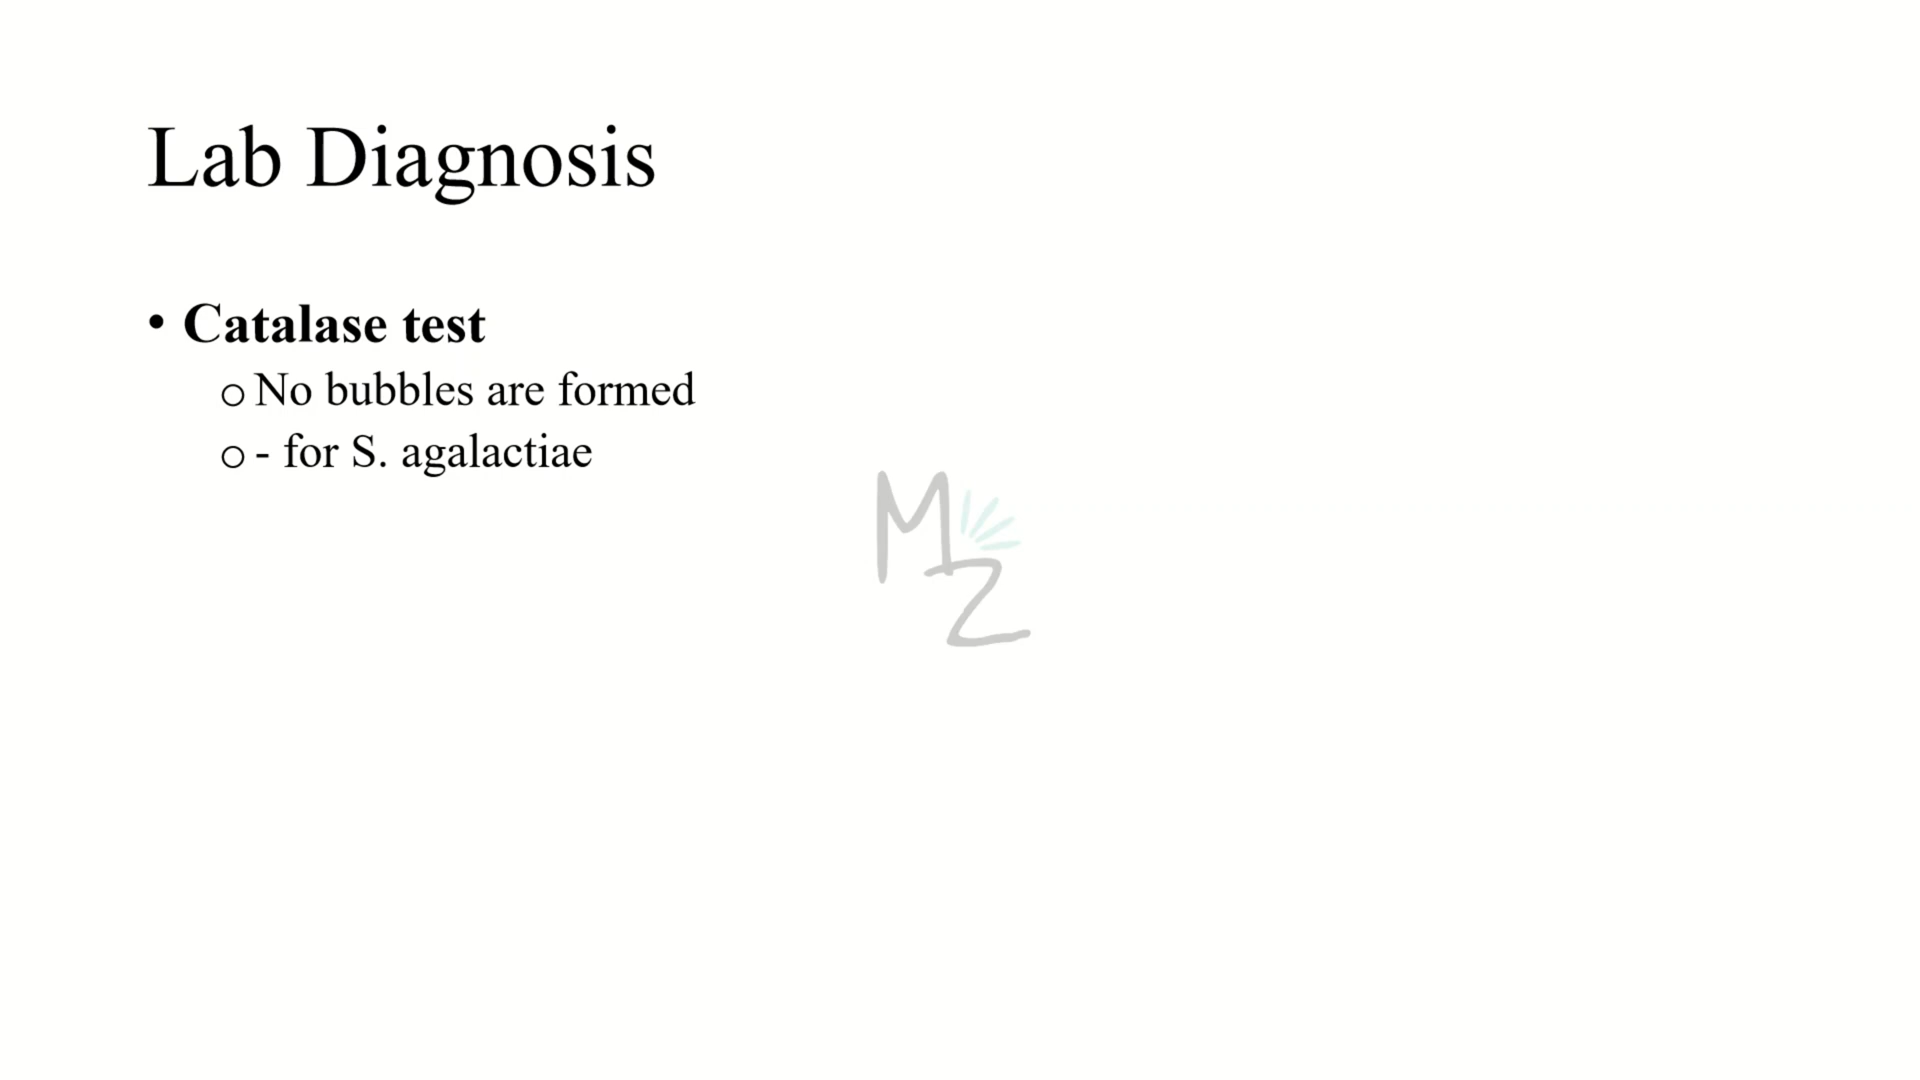 Lab Diagnosis
• Catalase test
o No bubbles are formed
o - for S. agalactiae
MZ